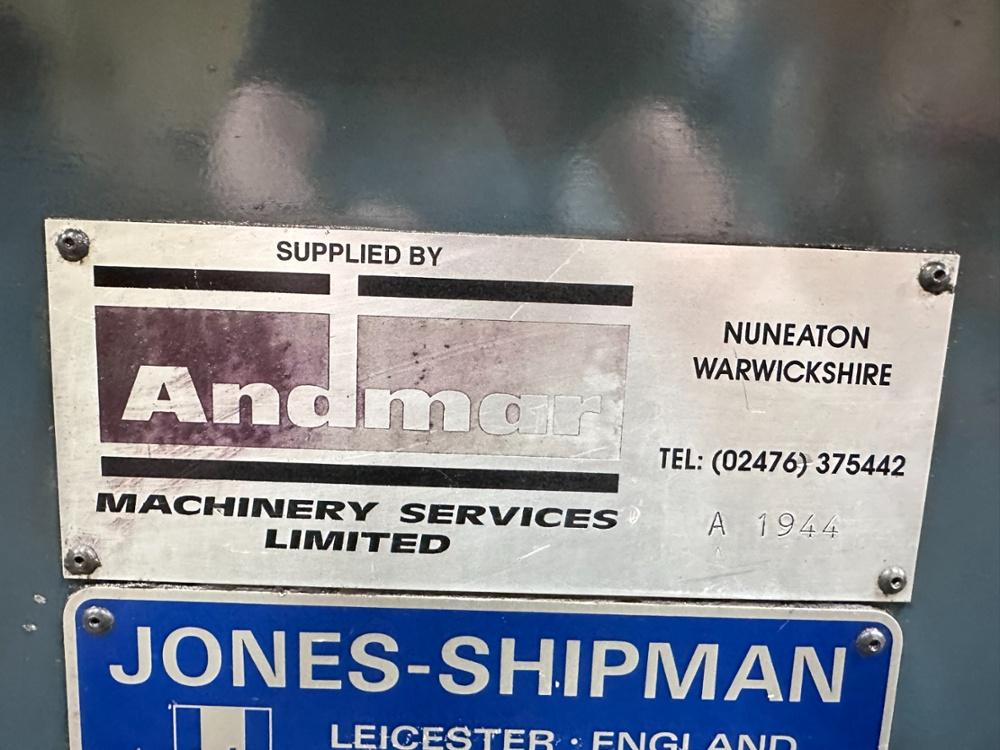 SUPPLIED BY
Andmar
MACHINERY SERVICES
LIMITED
NUNEATON
WARWICKSHIRE
TEL: (02476) 375442
A 1944
JONES-SHIPMAN
LEICESTER · ENGLAND